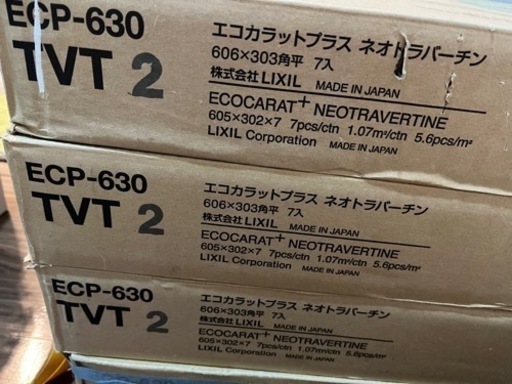 ECP-630
TVT 2
エコカラットプラス ネオトラバーチン
606×303角平 7入
株式会社 LIXIL MADE IN JAPAN
ECOCARAT+ NEOTRAVERTINE
605×302×7 7pcs/ctn 1.07m²/ctn 5.6pcs/m²
LIXIL Corporation MADE IN JAPAN
ECP-630
TVT 2
エコカラットプラス ネオトラバーチン
606×303角平 7入
株式会社 LIXIL MADE IN JAPAN
ECOCARAT+ NEOTRAVERTINE
605×302×7 7pcs/ctn 1.07m²/ctn 5.6pcs/m²
LIXIL Corporation MADE IN JAPAN
ECP-630
TVT 2
エコカラットプラス ネオトラバーチン
606×303角平 7入
株式会社 LIXIL MADE IN JAPAN
ECOCARAT+ NEOTRAVERTINE
605×302×7 7pcs/ctn 1.07m²/ctn 5.6pcs/m²
LIXIL Corporation MADE IN JAPAN